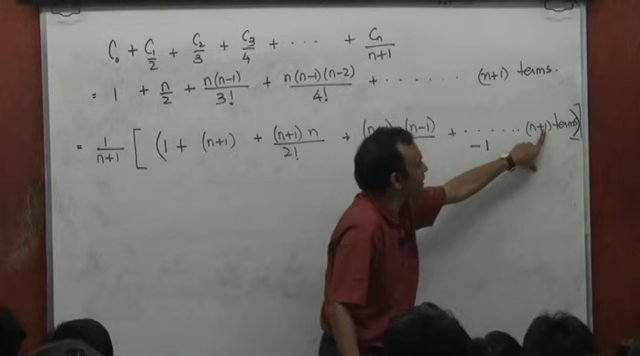 C₀ + C₁/2 + C₂/3 + C₃/4 + ... + Cₙ/n+1
= 1 + n/2 + n(n-1)/3! + n(n-1)(n-2)/4! + ....... (n+1) terms.
= 1/n+1 [ (1 + (n+1) + (n+1) n/2! + (n-1) + ....... (n+1) terms) - 1 ]